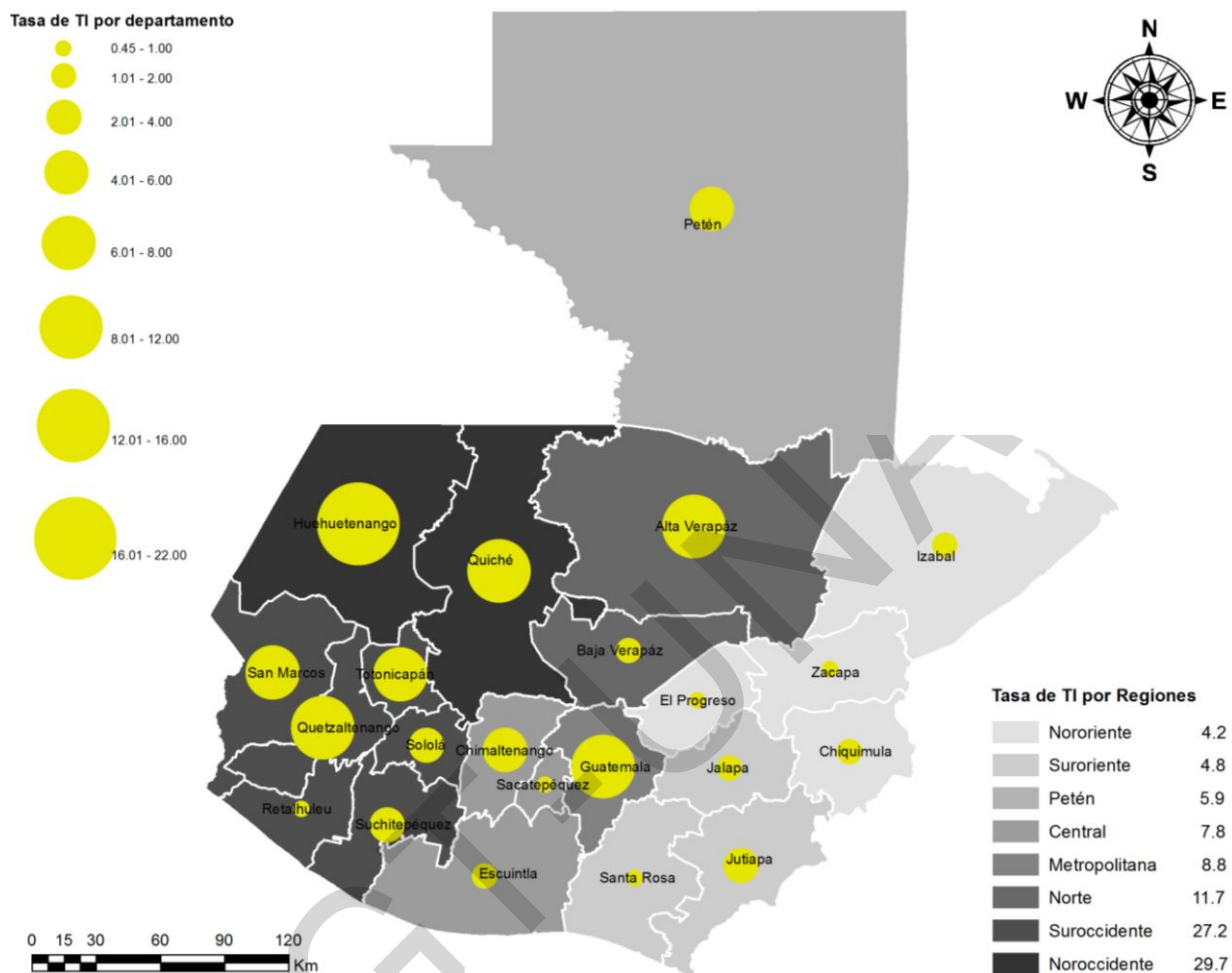 Tasa de TI por departamento
0.45 - 1.00
1.01 - 2.00
2.01 - 4.00
4.01 - 6.00
6.01 - 8.00
8.01 - 12.00
12.01 - 16.00
16.01 - 22.00
N
W E
S
Petén
Huehuetenango
Quiché
Alta Verapáz
Izabal
San Marcos
Totonicapán
Baja Verapáz
Zacapa
El Progreso
Quetzaltenango
Sololá
Chimaltenango
Guatemala
Jalapa
Chiquimula
Sacatepéquez
Retalhuleu
Suchitepéquez
Escuintla
Santa Rosa
Jutiapa
Tasa de TI por Regiones
Nororiente 4.2
Suroriente 4.8
Petén 5.9
Central 7.8
Metropolitana 8.8
Norte 11.7
Suroccidente 27.2
Noroccidente 29.7
0 15 30 60 90 120
Km